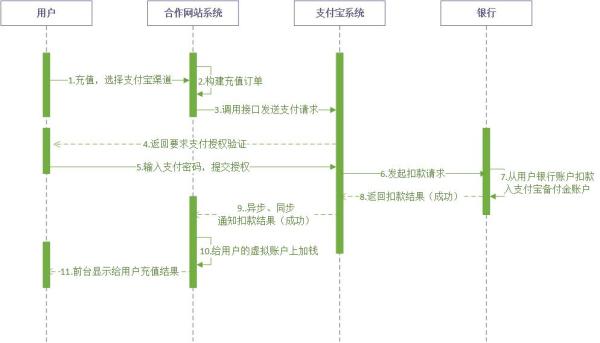 用户
合作网站系统
支付宝系统
银行
1.充值，选择支付宝渠道
2.构建充值订单
3.调用接口发送支付请求
4.返回要求支付授权验证
5.输入支付密码，提交授权
6.发起扣款请求
7.从用户银行账户扣款
入支付宝备付金账户
8.返回扣款结果（成功）
9..异步、同步
通知扣款结果（成功）
10.给用户的虚拟账户上加钱
11.前台显示给用户充值结果